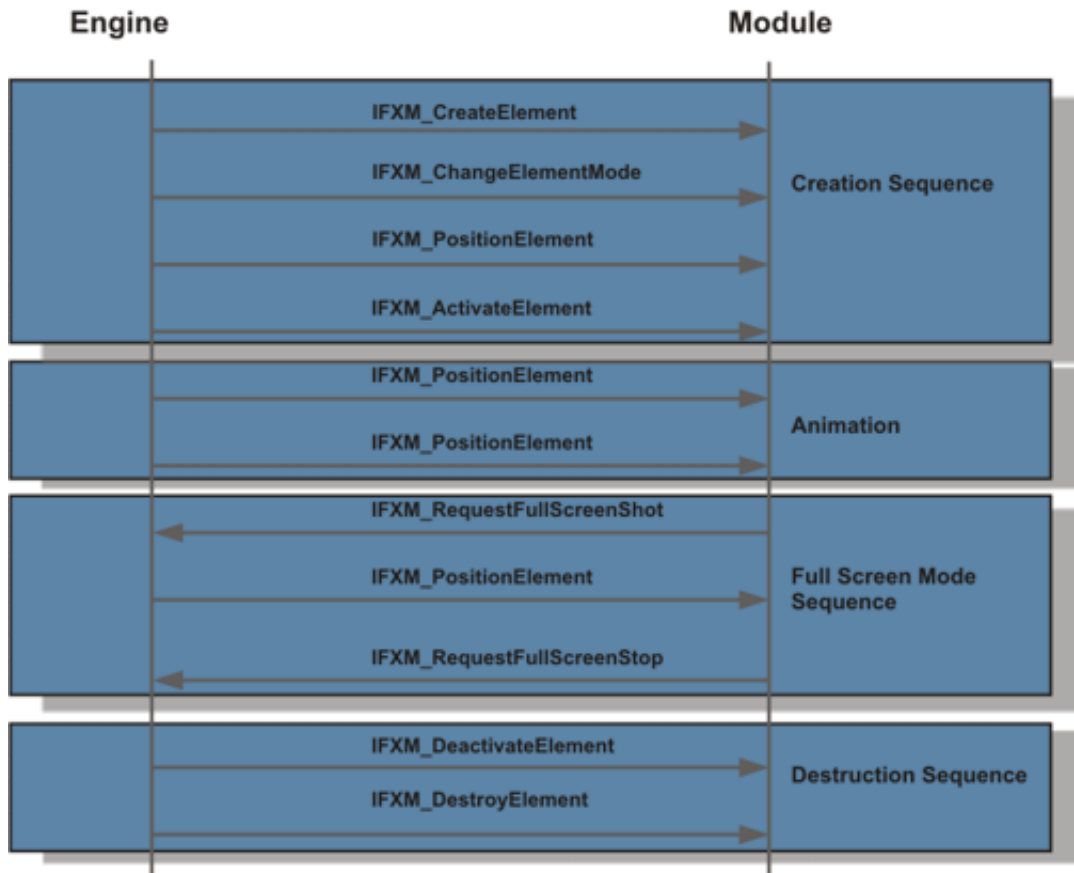 Engine
Module
IFXM_CreateElement
IFXM_ChangeElementMode
Creation Sequence
IFXM_PositionElement
IFXM_ActivateElement
IFXM_PositionElement
Animation
IFXM_PositionElement
IFXM_RequestFullScreenShot
IFXM_PositionElement
Full Screen Mode
Sequence
IFXM_RequestFullScreenStop
IFXM_DeactivateElement
Destruction Sequence
IFXM_DestroyElement